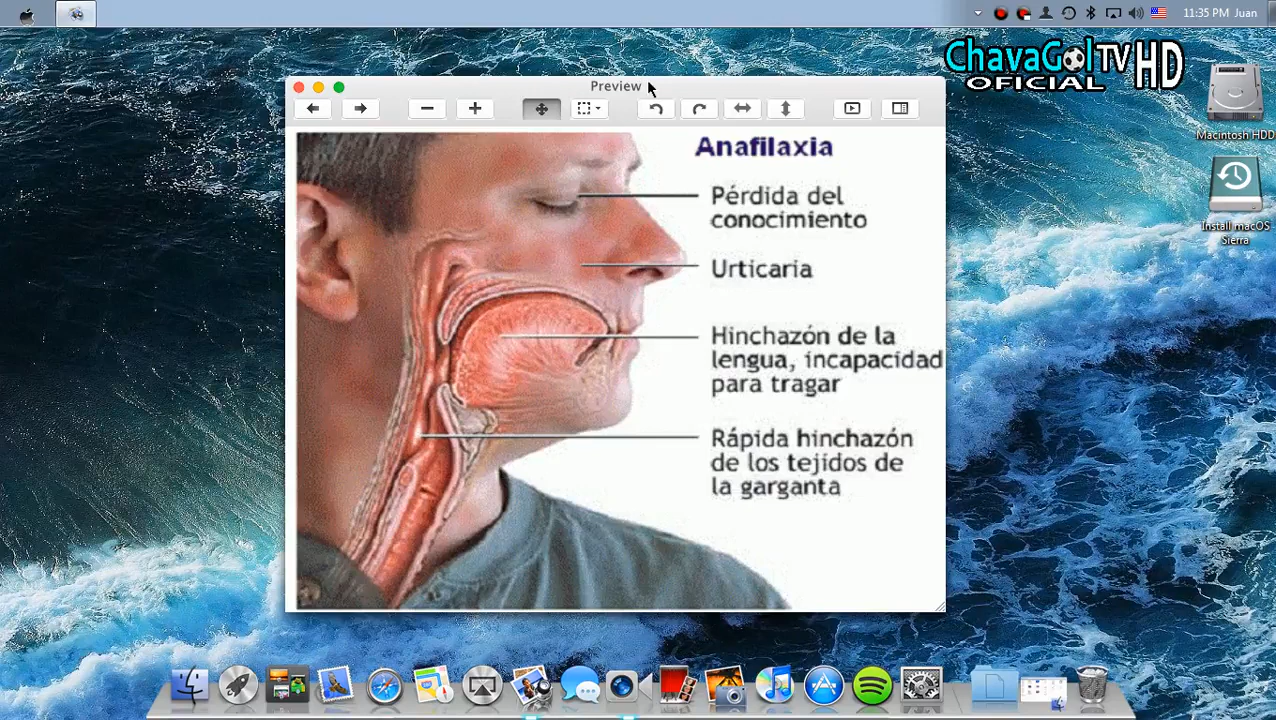 11:35 PM Juan
ChavaGolTV HD
OFICIAL
Preview
Macintosh HDD
Install macOS
Sierra
Anafilaxia
Pérdida del
conocimiento
Urticaria
Hinchazón de la
lengua, incapacidad
para tragar
Rápida hinchazón
de los tejidos de
la garganta